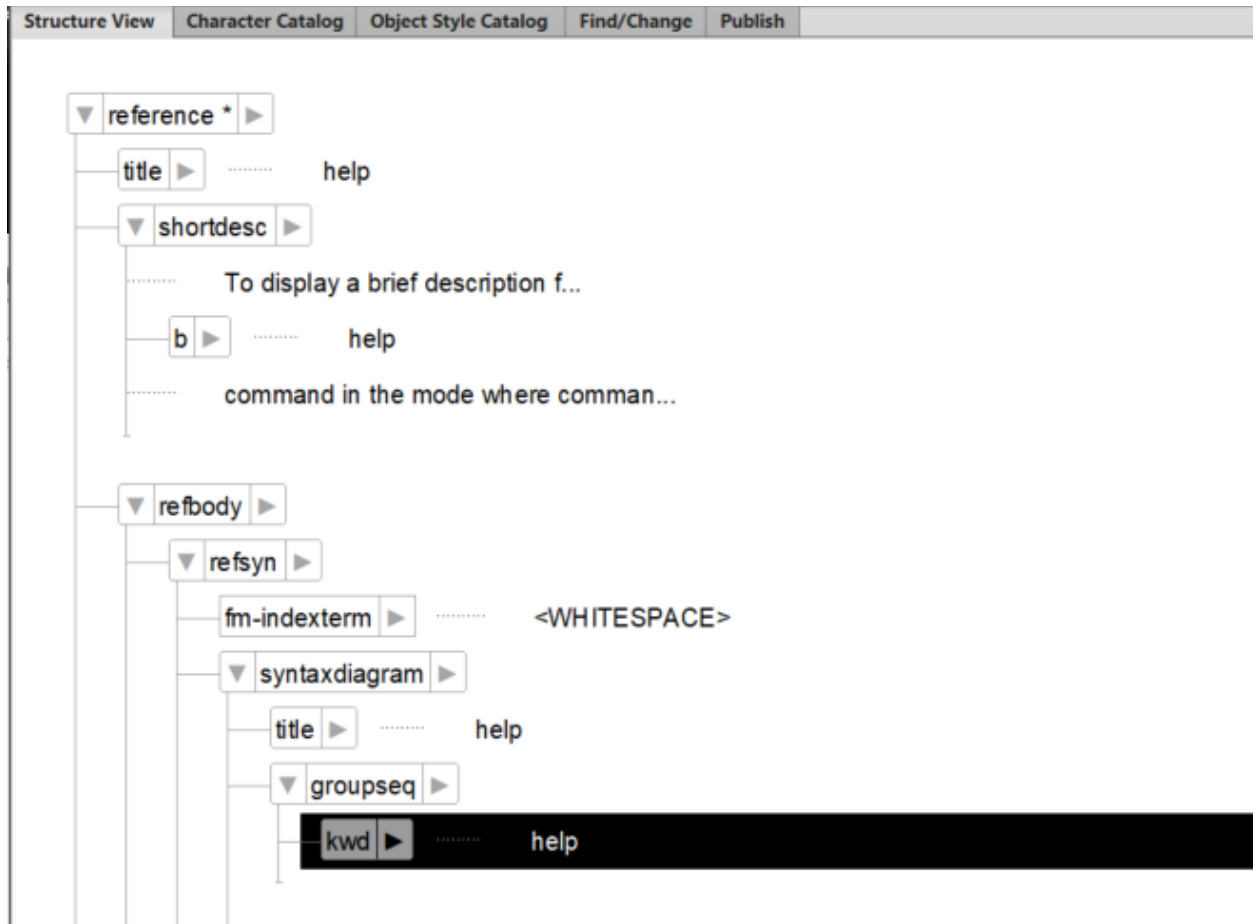 Structure View Character Catalog Object Style Catalog Find/Change Publish
reference *
title help
shortdesc
To display a brief description f...
b help
command in the mode where comman...
refbody
refsyn
fm-indexterm <WHITESPACE>
syntaxdiagram
title help
groupseq
kwd help